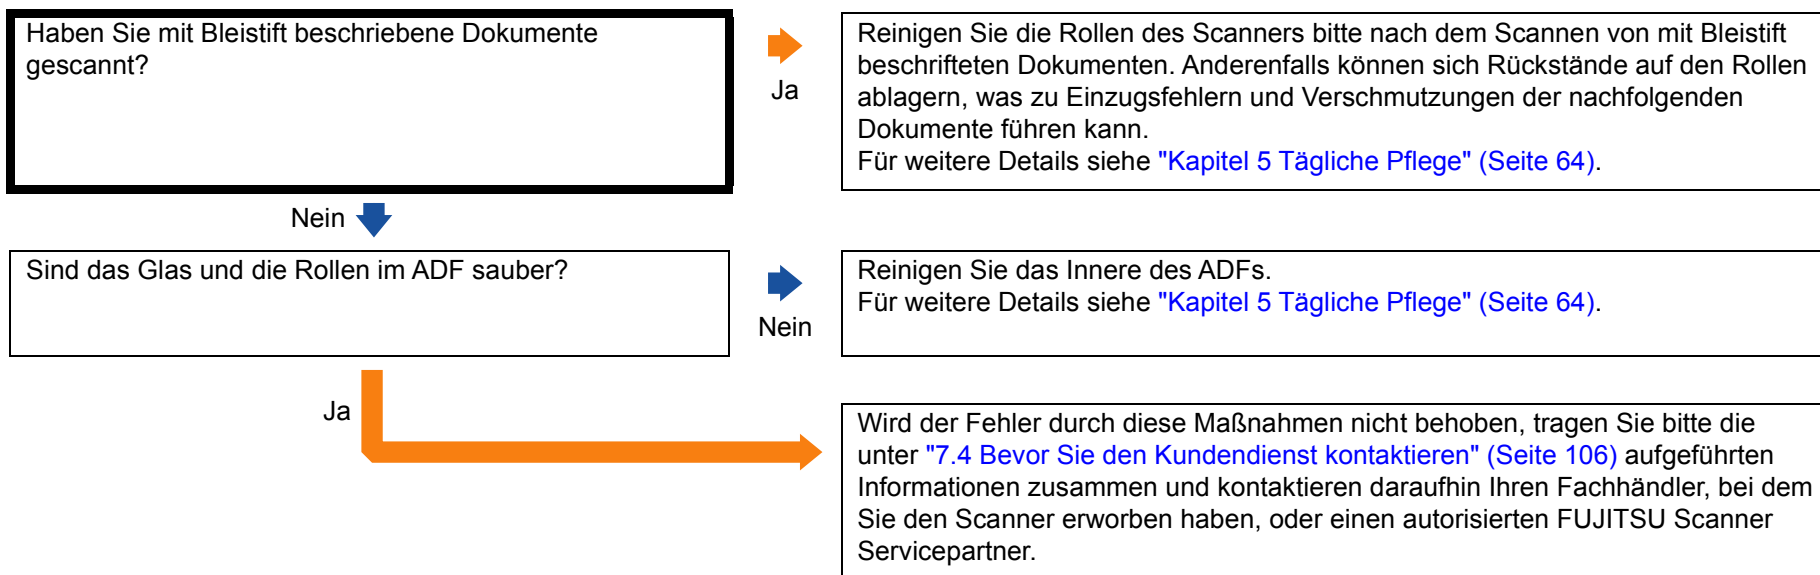 Haben Sie mit Bleistift beschriebene Dokumente
gescannt?
Ja
Reinigen Sie die Rollen des Scanners bitte nach dem Scannen von mit Bleistift
beschrifteten Dokumenten. Anderenfalls können sich Rückstände auf den Rollen
ablagern, was zu Einzugsfehlern und Verschmutzungen der nachfolgenden
Dokumente führen kann.
Für weitere Details siehe "Kapitel 5 Tägliche Pflege" (Seite 64).
Nein
Sind das Glas und die Rollen im ADF sauber?
Nein
Reinigen Sie das Innere des ADFs.
Für weitere Details siehe "Kapitel 5 Tägliche Pflege" (Seite 64).
Ja
Wird der Fehler durch diese Maßnahmen nicht behoben, tragen Sie bitte die
unter "7.4 Bevor Sie den Kundendienst kontaktieren" (Seite 106) aufgeführten
Informationen zusammen und kontaktieren daraufhin Ihren Fachhändler, bei dem
Sie den Scanner erworben haben, oder einen autorisierten FUJITSU Scanner
Servicepartner.